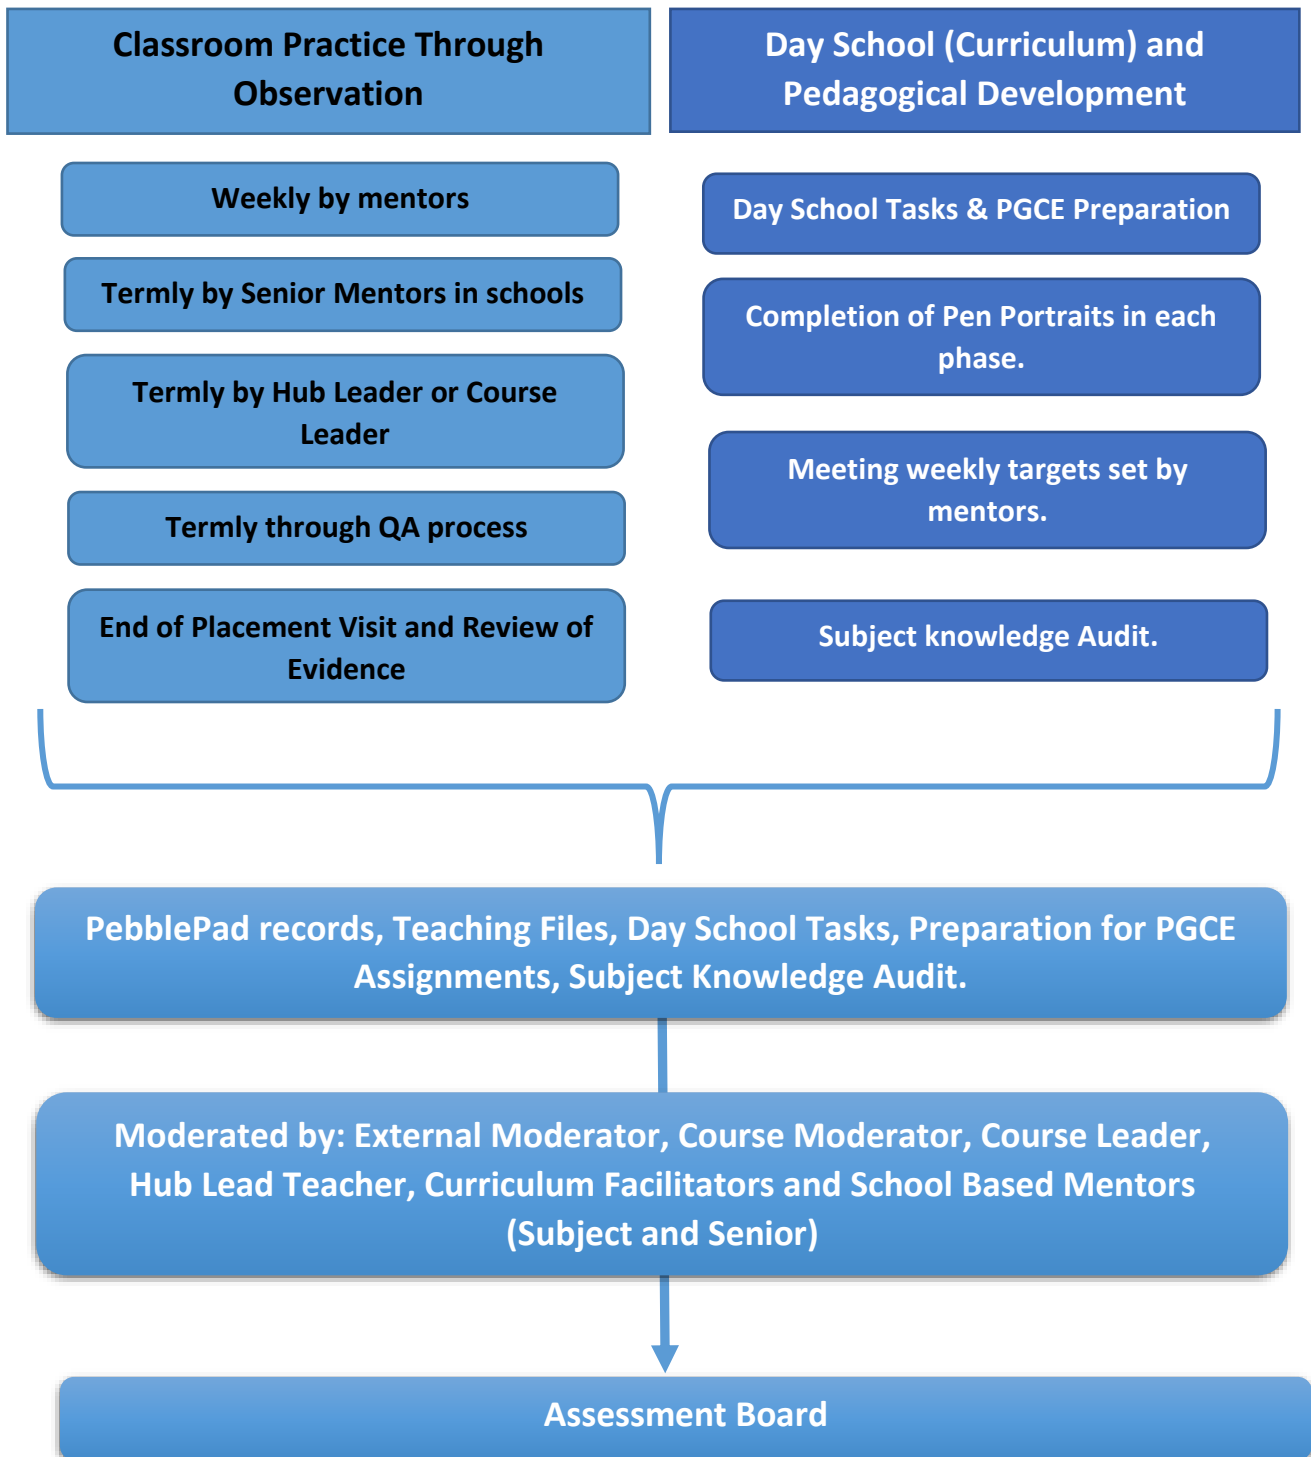 Classroom Practice Through
Observation
Weekly by mentors
Termly by Senior Mentors in schools
Termly by Hub Leader or Course
Leader
Termly through QA process
End of Placement Visit and Review of
Evidence
Day School (Curriculum) and
Pedagogical Development
Day School Tasks & PGCE Preparation
Completion of Pen Portraits in each
phase.
Meeting weekly targets set by
mentors.
Subject knowledge Audit.
PebblePad records, Teaching Files, Day School Tasks, Preparation for PGCE
Assignments, Subject Knowledge Audit.
Moderated by: External Moderator, Course Moderator, Course Leader,
Hub Lead Teacher, Curriculum Facilitators and School Based Mentors
(Subject and Senior)
Assessment Board